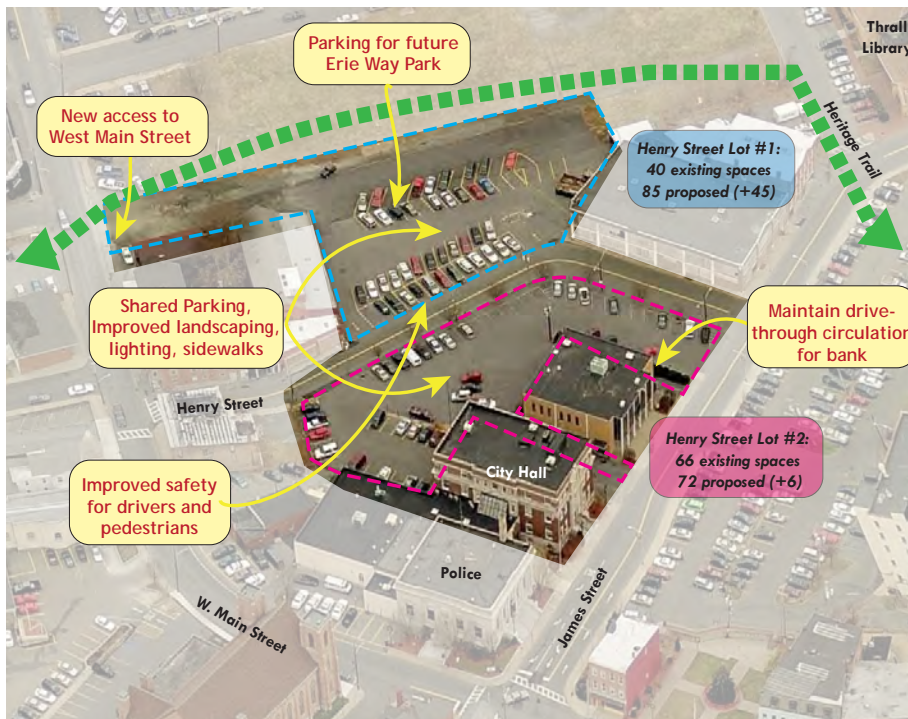 Parking for future
Erie Way Park
Thrall
Library
New access to
West Main Street
Heritage Trail
Henry Street Lot #1:
40 existing spaces
85 proposed (+45)
Shared Parking,
Improved landscaping,
lighting, sidewalks
Maintain drive-
through circulation
for bank
Henry Street
Henry Street Lot #2:
66 existing spaces
72 proposed (+6)
City Hall
Improved safety
for drivers and
pedestrians
Police
James Street
W. Main Street